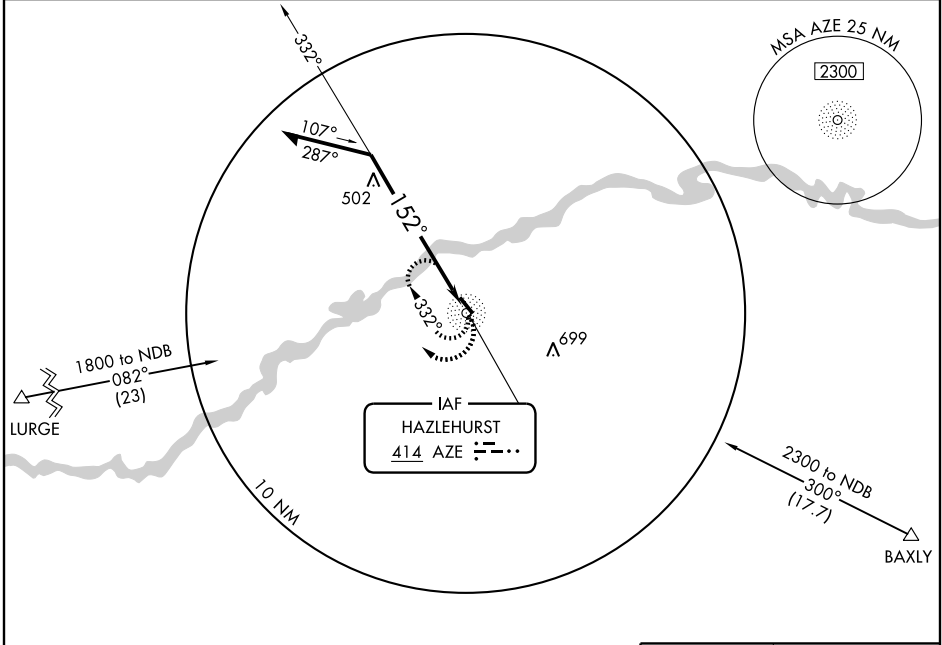 MSA AZE 25 NM
2300
332°
107°
287°
502
152°
332°
699
1800 to NDB
082°
(23)
LURGE
IAF
HAZLEHURST
414 AZE
10 NM
2300 to NDB
300°
(17.7)
BAXLY